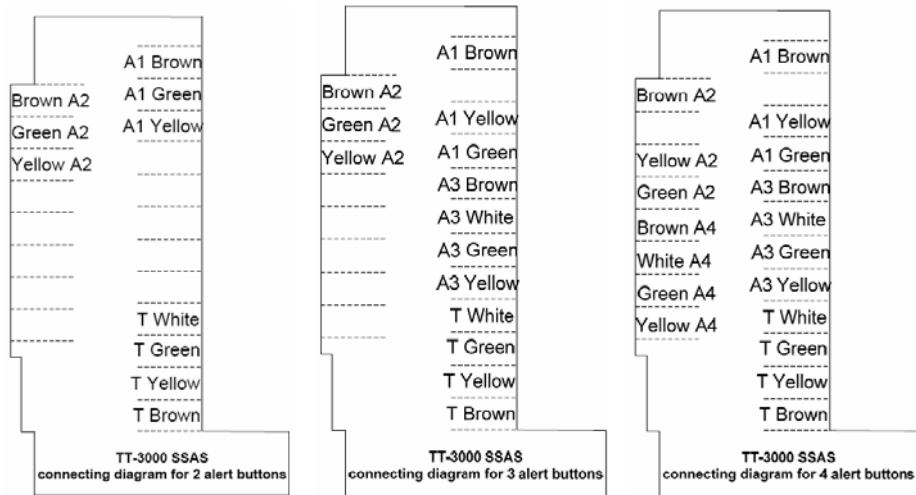 A1 Brown
Brown A2
A1 Green
Green A2
A1 Yellow
Yellow A2
T White
T Green
T Yellow
T Brown
TT-3000 SSAS
connecting diagram for 2 alert buttons
A1 Brown
Brown A2
Green A2
A1 Yellow
Yellow A2
A1 Green
A3 Brown
A3 White
A3 Green
A3 Yellow
T White
T Green
T Yellow
T Brown
TT-3000 SSAS
connecting diagram for 3 alert buttons
A1 Brown
Brown A2
A1 Yellow
Yellow A2
A1 Green
Green A2
A3 Brown
Brown A4
A3 White
White A4
A3 Green
Green A4
A3 Yellow
Yellow A4
T White
T Green
T Yellow
T Brown
TT-3000 SSAS
connecting diagram for 4 alert buttons